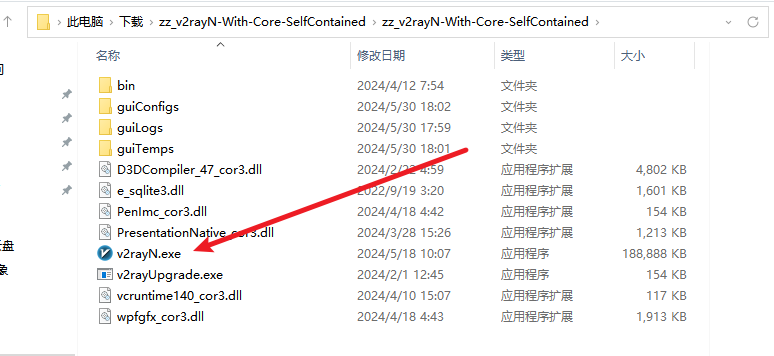 此电脑 › 下载 › zz_v2rayN-With-Core-SelfContained › zz_v2rayN-With-Core-SelfContained ›
名称 修改日期 类型 大小
bin 2024/4/12 7:54 文件夹
guiConfigs 2024/5/30 18:02 文件夹
guiLogs 2024/5/30 17:59 文件夹
guiTemps 2024/5/30 18:01 文件夹
D3DCompiler_47_cor3.dll 2024/2/22 4:59 应用程序扩展 4,802 KB
e_sqlite3.dll 2022/9/19 3:20 应用程序扩展 1,601 KB
PenImc_cor3.dll 2024/4/18 4:42 应用程序扩展 154 KB
PresentationNative_cor3.dll 2024/3/28 15:26 应用程序扩展 1,213 KB
盘
v2rayN.exe 2024/5/18 10:07 应用程序 188,888 KB
象
v2rayUpgrade.exe 2024/2/1 12:45 应用程序 154 KB
vcruntime140_cor3.dll 2024/4/10 15:07 应用程序扩展 117 KB
wpfgfx_cor3.dll 2024/4/18 4:43 应用程序扩展 1,913 KB